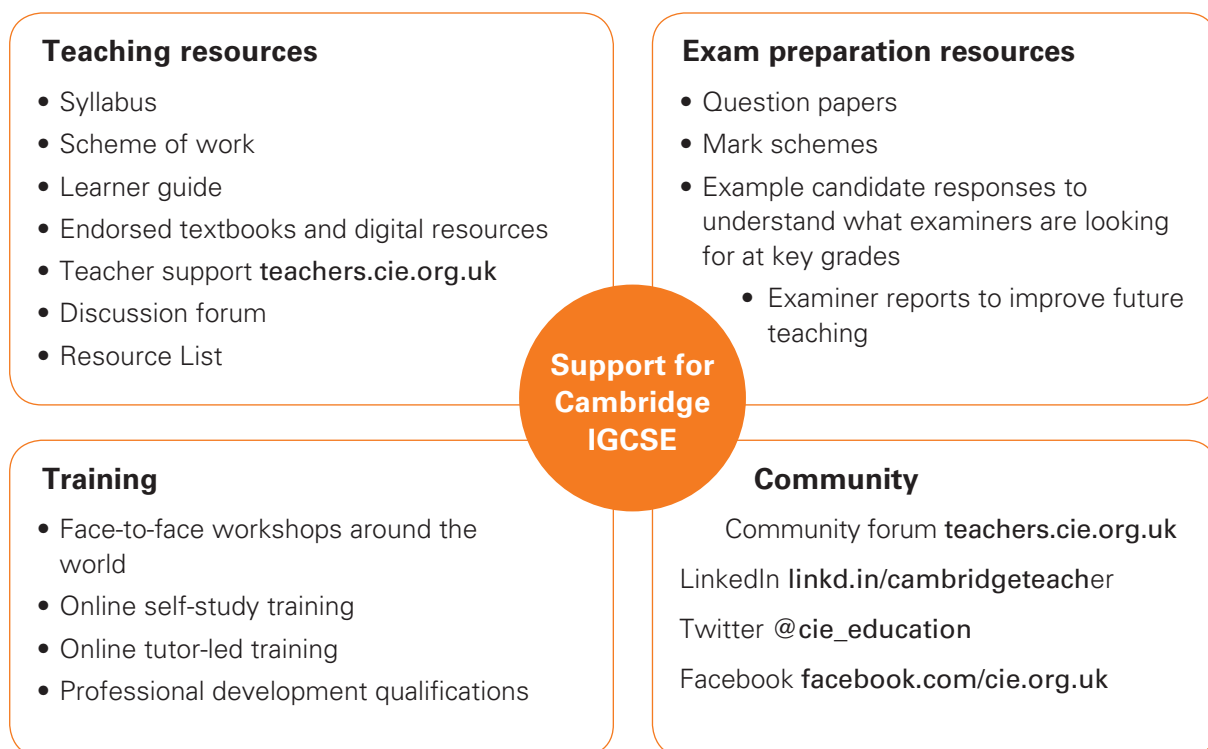 Teaching resources
• Syllabus
• Scheme of work
• Learner guide
• Endorsed textbooks and digital resources
• Teacher support teachers.cie.org.uk
• Discussion forum
• Resource List
Exam preparation resources
• Question papers
• Mark schemes
• Example candidate responses to
understand what examiners are looking
for at key grades
• Examiner reports to improve future
teaching
Support for
Cambridge
IGCSE
Training
• Face-to-face workshops around the
world
• Online self-study training
• Online tutor-led training
• Professional development qualifications
Community
Community forum teachers.cie.org.uk
LinkedIn linkd.in/cambridgeteacher
Twitter @cie_education
Facebook facebook.com/cie.org.uk